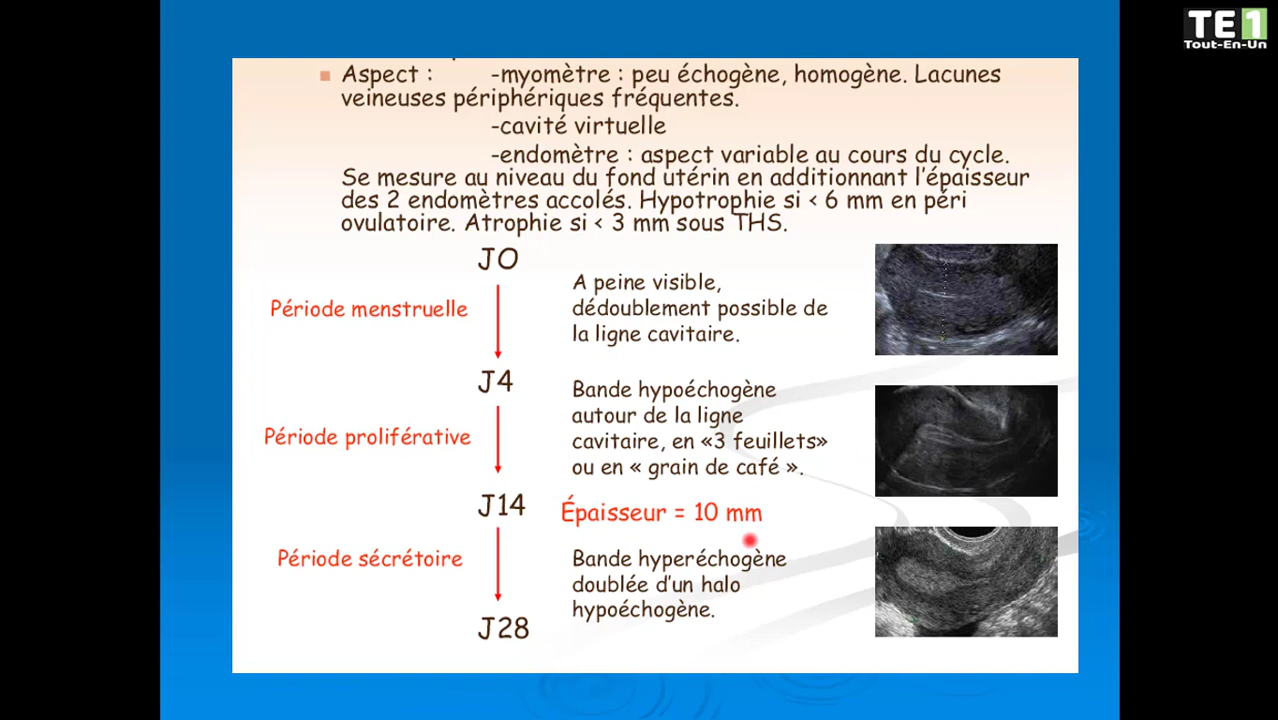 TE1
Tout-En-Un
Aspect : -myomètre : peu échogène, homogène. Lacunes
veineuses périphériques fréquentes.
-cavité virtuelle
-endomètre : aspect variable au cours du cycle.
Se mesure au niveau du fond utérin en additionnant l'épaisseur
des 2 endomètres accolés. Hypotrophie si < 6 mm en péri
ovulatoire. Atrophie si < 3 mm sous THS.
J0
Période menstruelle
A peine visible,
dédoublement possible de
la ligne cavitaire.
J4
Période proliférative
Bande hypoéchogène
autour de la ligne
cavitaire, en «3 feuillets»
ou en « grain de café ».
J14
Épaisseur = 10 mm
Période sécrétoire
Bande hyperéchogène
doublée d'un halo
hypoéchogène.
J28